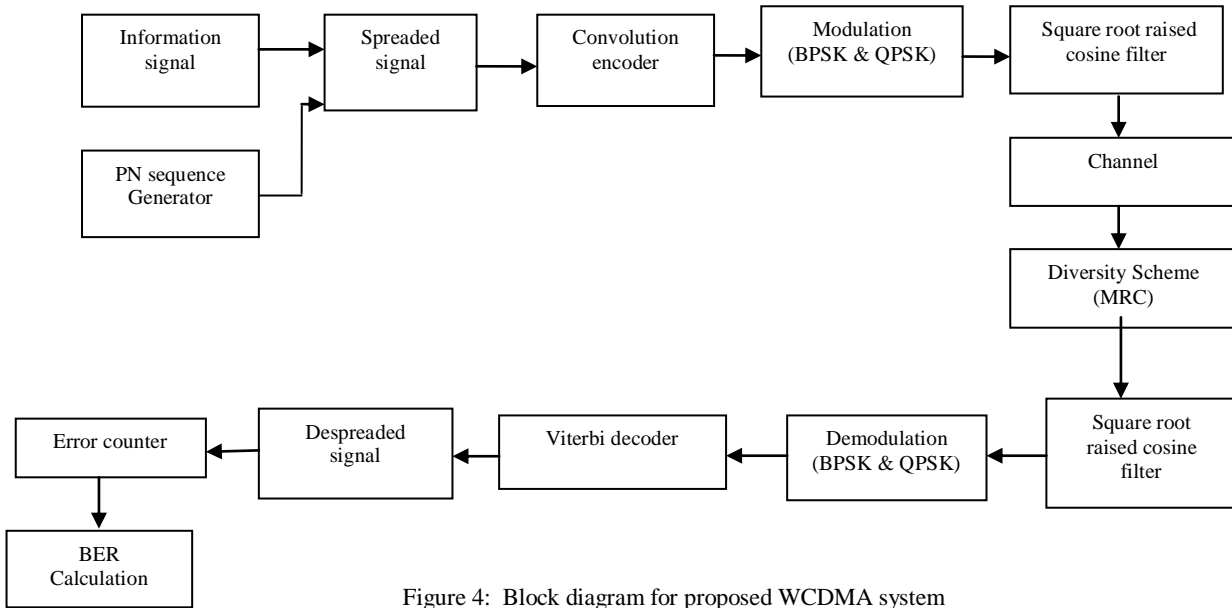 Information
signal
Spreaded
signal
Convolution
encoder
Modulation
(BPSK & QPSK)
Square root raised
cosine filter
PN sequence
Generator
Channel
Diversity Scheme
(MRC)
Square root
raised cosine
filter
Demodulation
(BPSK & QPSK)
Viterbi decoder
Despreaded
signal
Error counter
BER
Calculation
Figure 4: Block diagram for proposed WCDMA system